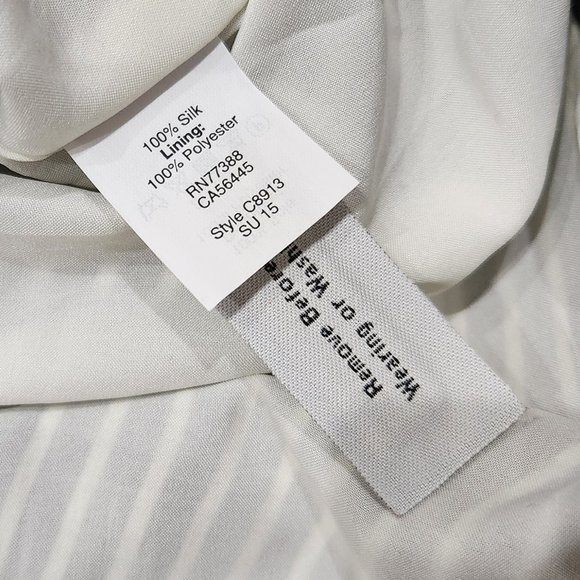 100% Silk
Lining:
100% Polyester
RN77388
CA56445
Style C8913
SU 15
Remove Before
Wearing or Wash